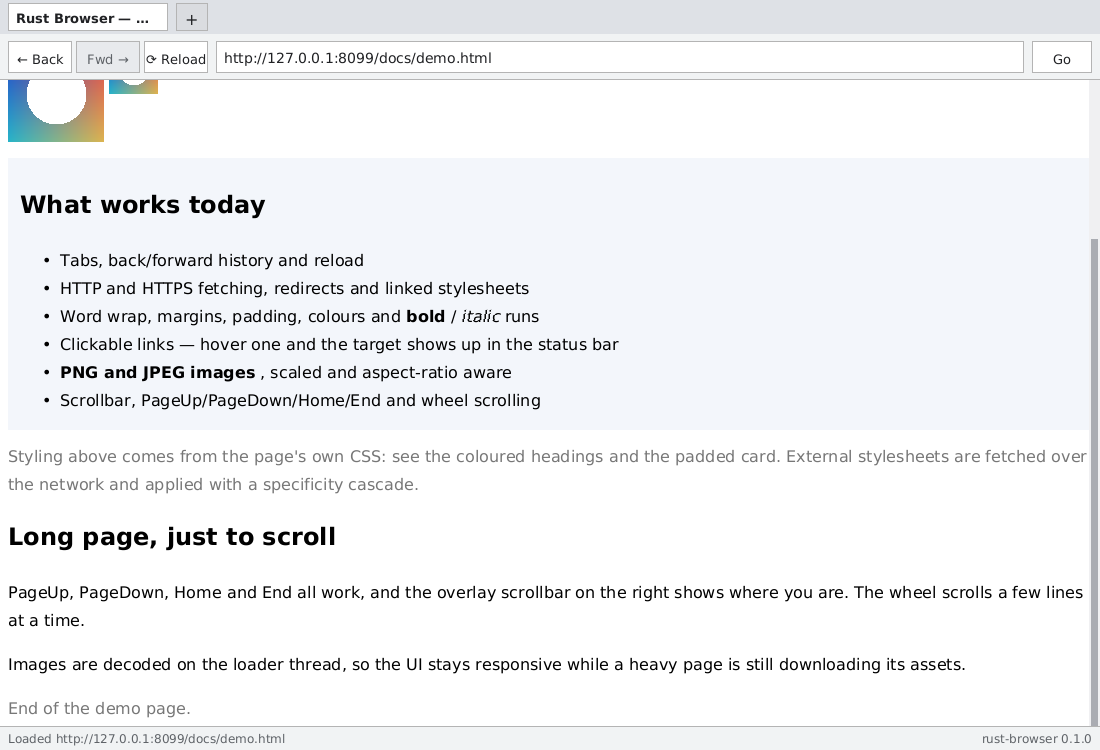 Rust Browser — ...
+
← Back
Fwd →
⟳ Reload
http://127.0.0.1:8099/docs/demo.html
Go
What works today
• Tabs, back/forward history and reload
• HTTP and HTTPS fetching, redirects and linked stylesheets
• Word wrap, margins, padding, colours and bold / italic runs
• Clickable links — hover one and the target shows up in the status bar
• PNG and JPEG images , scaled and aspect-ratio aware
• Scrollbar, PageUp/PageDown/Home/End and wheel scrolling
Styling above comes from the page's own CSS: see the coloured headings and the padded card. External stylesheets are fetched over
the network and applied with a specificity cascade.
Long page, just to scroll
PageUp, PageDown, Home and End all work, and the overlay scrollbar on the right shows where you are. The wheel scrolls a few lines
at a time.
Images are decoded on the loader thread, so the UI stays responsive while a heavy page is still downloading its assets.
End of the demo page.
Loaded http://127.0.0.1:8099/docs/demo.html
rust-browser 0.1.0